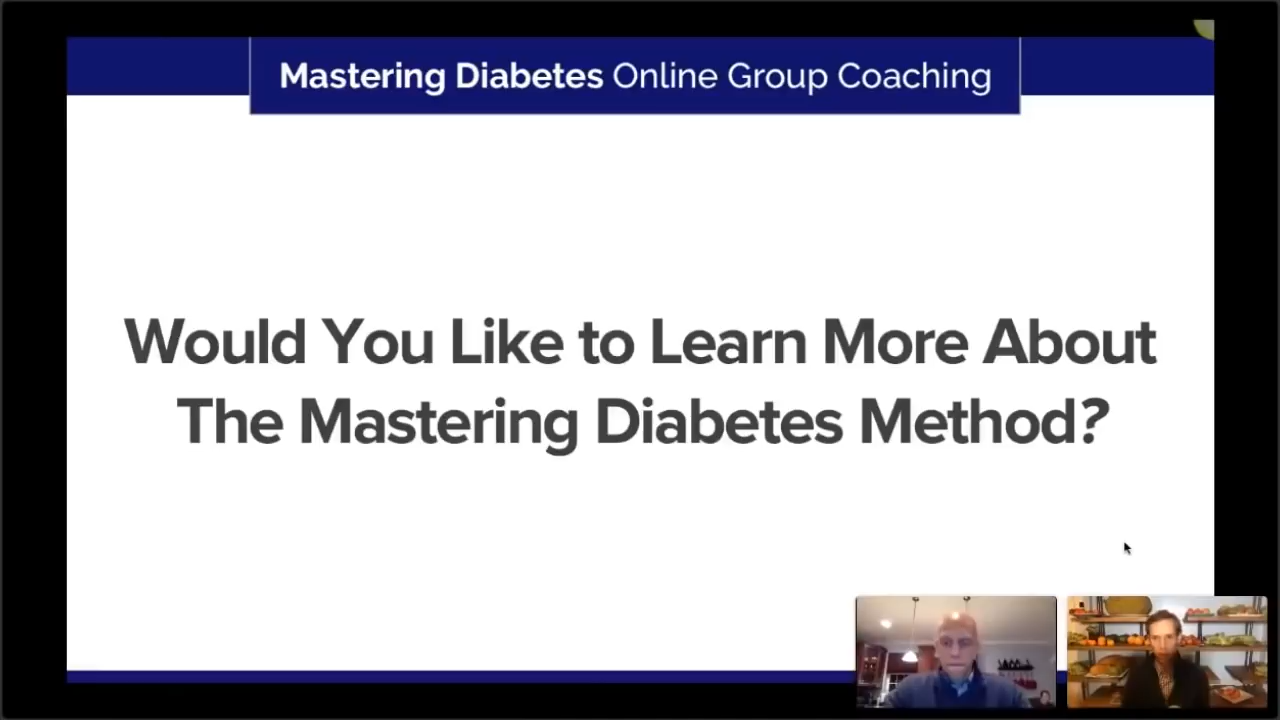 Mastering Diabetes Online Group Coaching
Would You Like to Learn More About
The Mastering Diabetes Method?